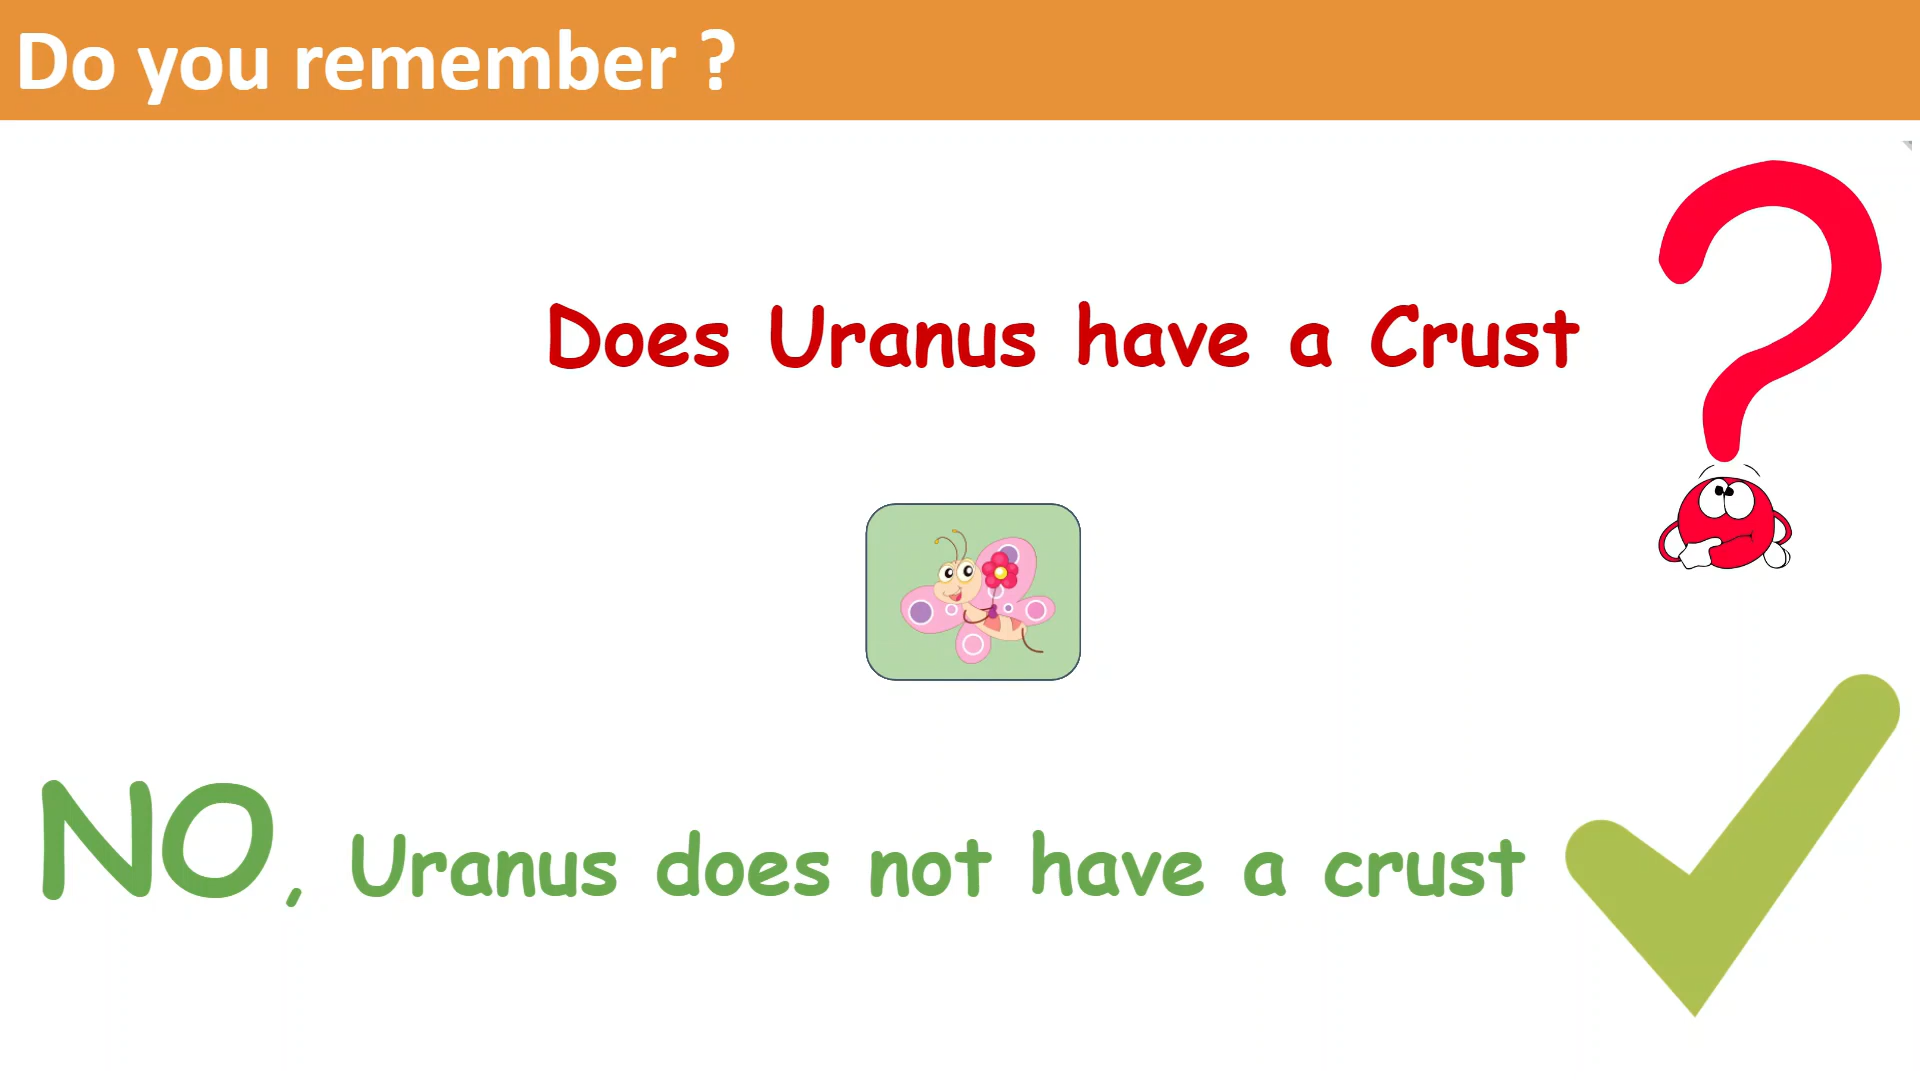 Do you remember ?
Does Uranus have a Crust
NO, Uranus does not have a crust